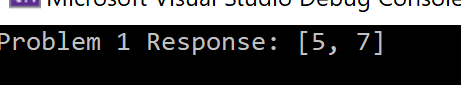 Microsoft Visual Studio Debug Console
Problem 1 Response: [5, 7]